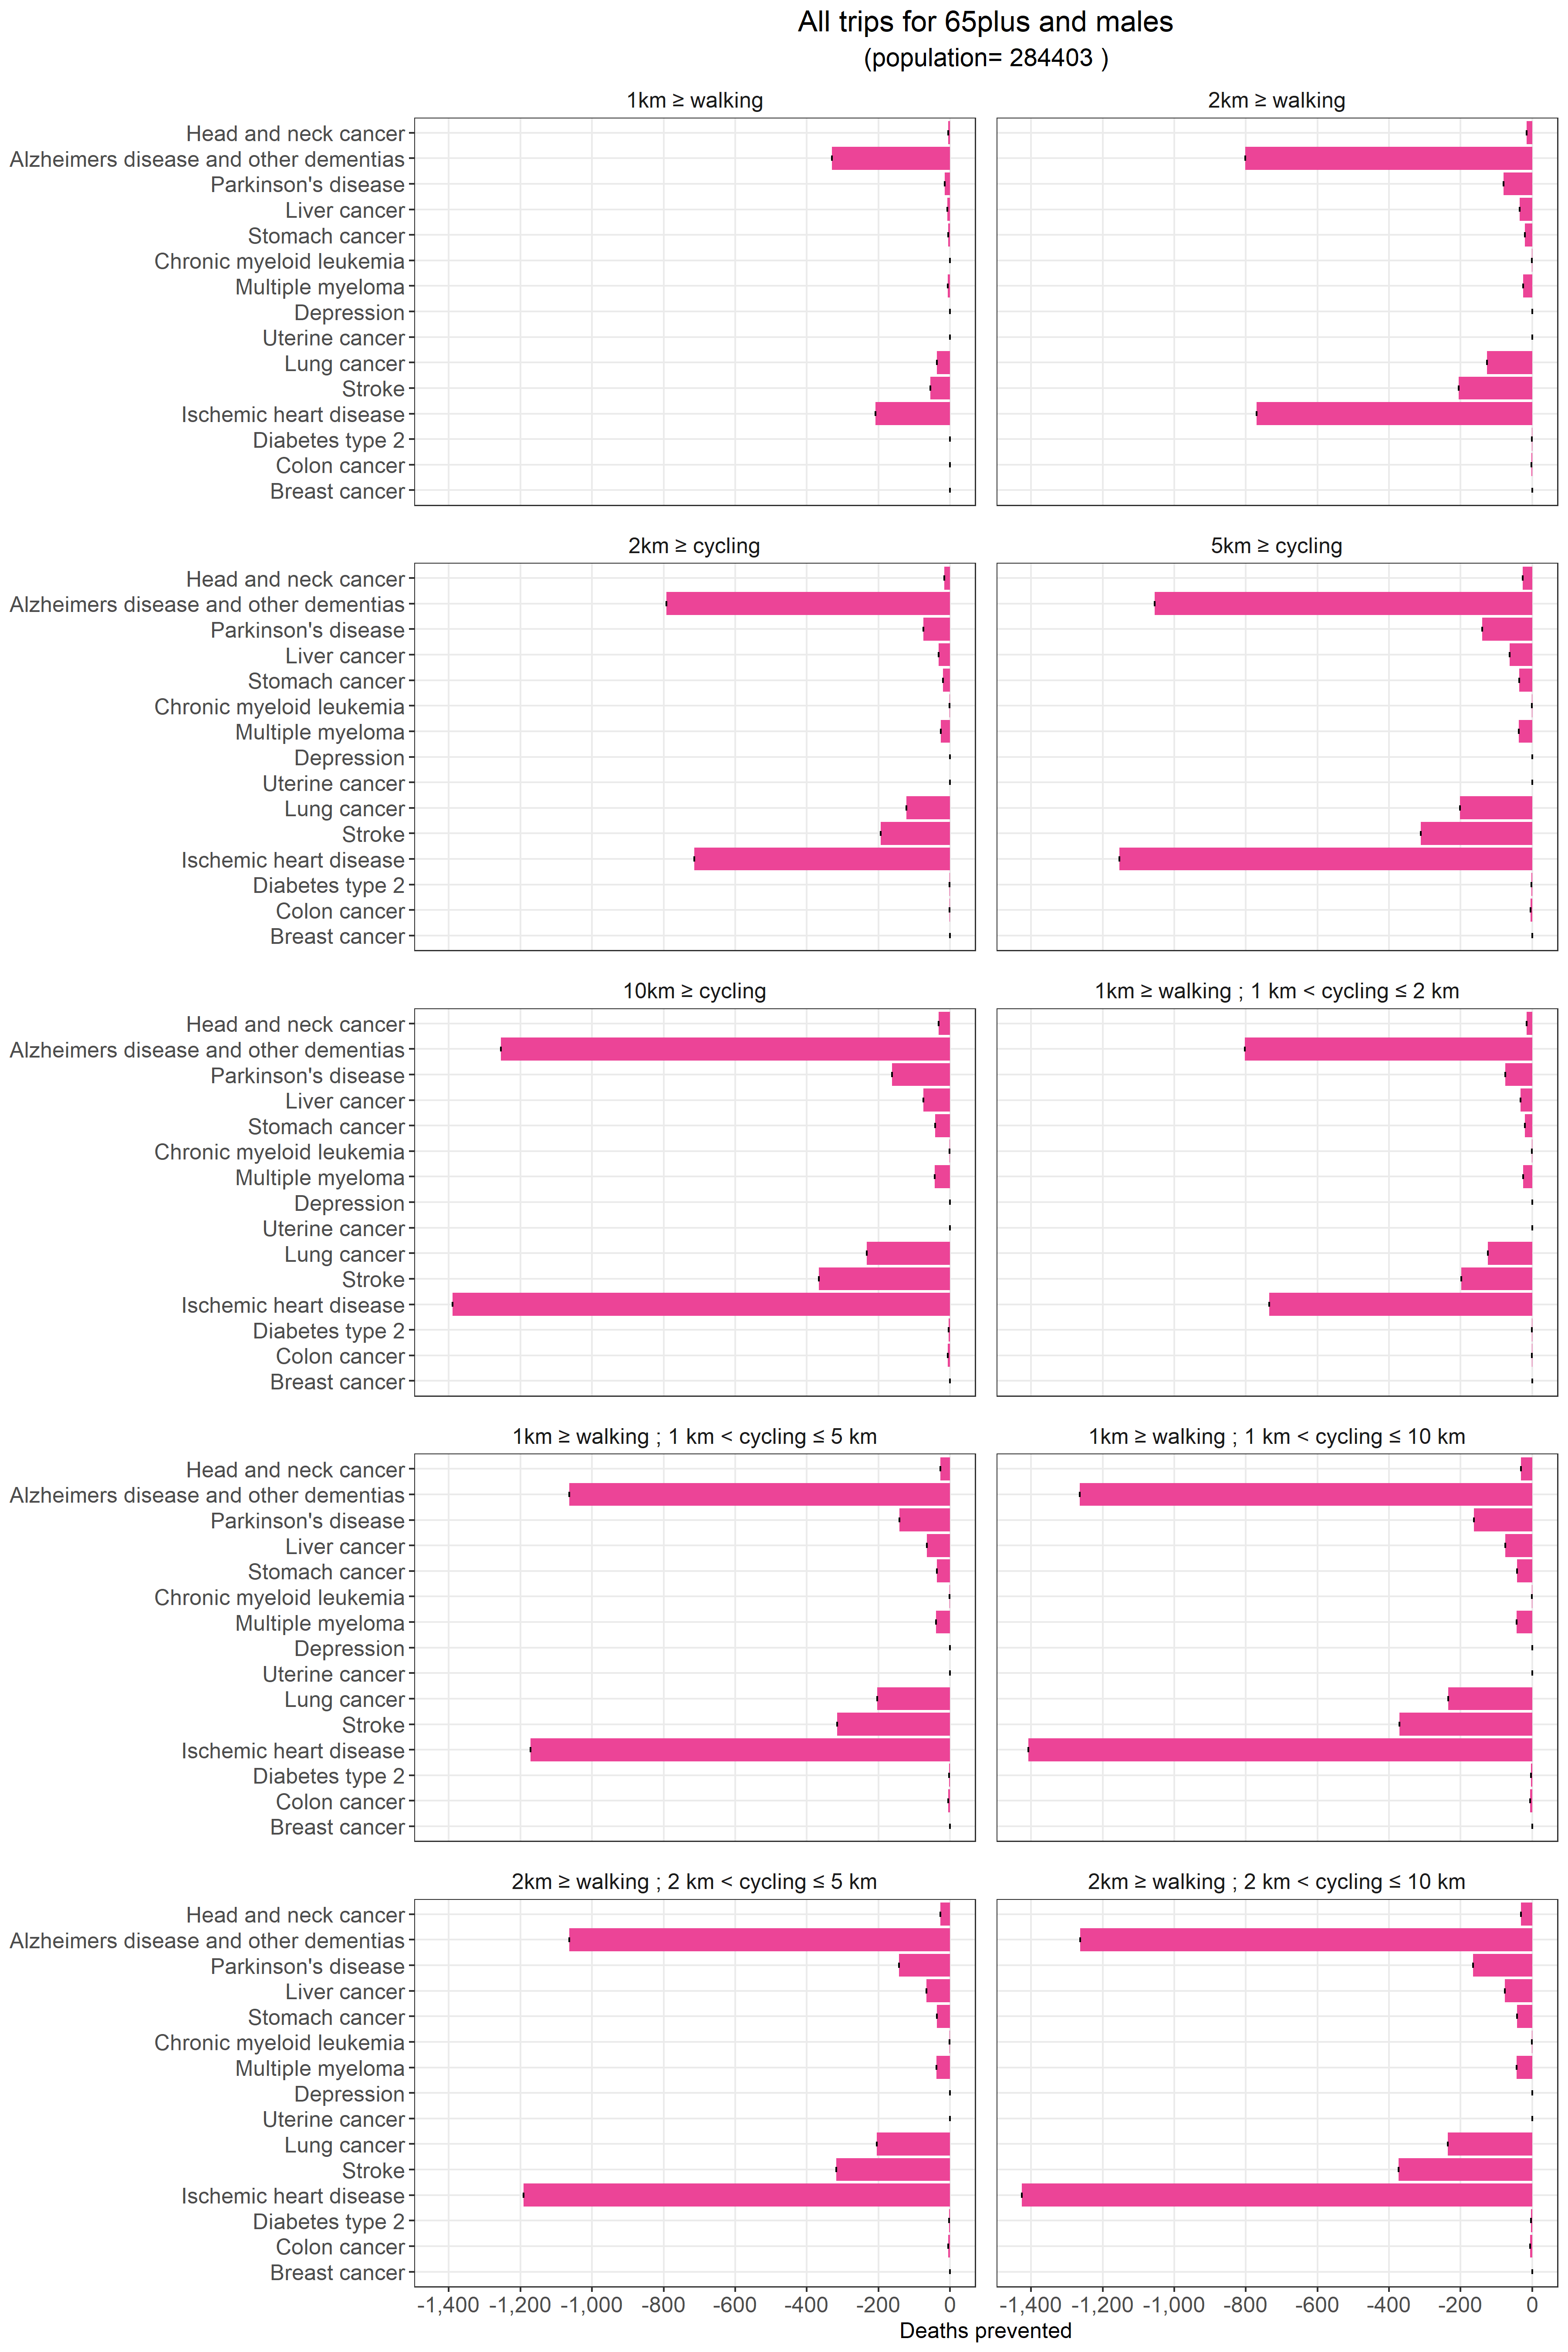 All trips for 65plus and males
(population= 284403 )
1km ≥ walking
2km ≥ walking
Head and neck cancer
Alzheimers disease and other dementias
Parkinson's disease
Liver cancer
Stomach cancer
Chronic myeloid leukemia
Multiple myeloma
Depression
Uterine cancer
Lung cancer
Stroke
Ischemic heart disease
Diabetes type 2
Colon cancer
Breast cancer
2km ≥ cycling
5km ≥ cycling
Head and neck cancer
Alzheimers disease and other dementias
Parkinson's disease
Liver cancer
Stomach cancer
Chronic myeloid leukemia
Multiple myeloma
Depression
Uterine cancer
Lung cancer
Stroke
Ischemic heart disease
Diabetes type 2
Colon cancer
Breast cancer
10km ≥ cycling
1km ≥ walking ; 1 km < cycling ≤ 2 km
Head and neck cancer
Alzheimers disease and other dementias
Parkinson's disease
Liver cancer
Stomach cancer
Chronic myeloid leukemia
Multiple myeloma
Depression
Uterine cancer
Lung cancer
Stroke
Ischemic heart disease
Diabetes type 2
Colon cancer
Breast cancer
1km ≥ walking ; 1 km < cycling ≤ 5 km
1km ≥ walking ; 1 km < cycling ≤ 10 km
Head and neck cancer
Alzheimers disease and other dementias
Parkinson's disease
Liver cancer
Stomach cancer
Chronic myeloid leukemia
Multiple myeloma
Depression
Uterine cancer
Lung cancer
Stroke
Ischemic heart disease
Diabetes type 2
Colon cancer
Breast cancer
2km ≥ walking ; 2 km < cycling ≤ 5 km
2km ≥ walking ; 2 km < cycling ≤ 10 km
Head and neck cancer
Alzheimers disease and other dementias
Parkinson's disease
Liver cancer
Stomach cancer
Chronic myeloid leukemia
Multiple myeloma
Depression
Uterine cancer
Lung cancer
Stroke
Ischemic heart disease
Diabetes type 2
Colon cancer
Breast cancer
-1,400 -1,200 -1,000 -800 -600 -400 -200 0
-1,400 -1,200 -1,000 -800 -600 -400 -200 0
Deaths prevented